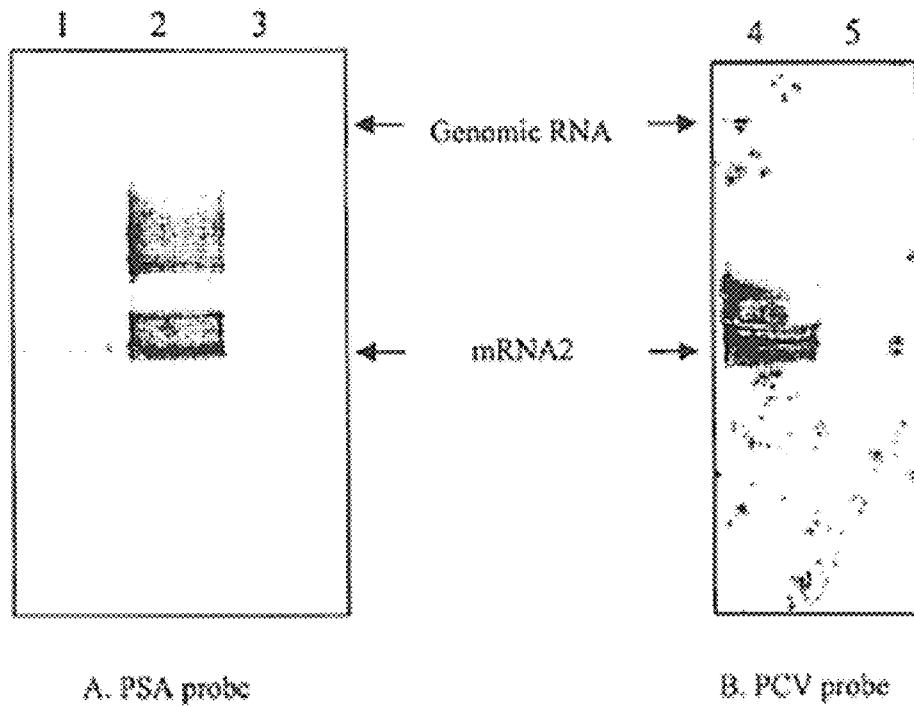 1 2 3
4 5
Genomic RNA
mRNA2
A. PSA probe
B. PCV probe